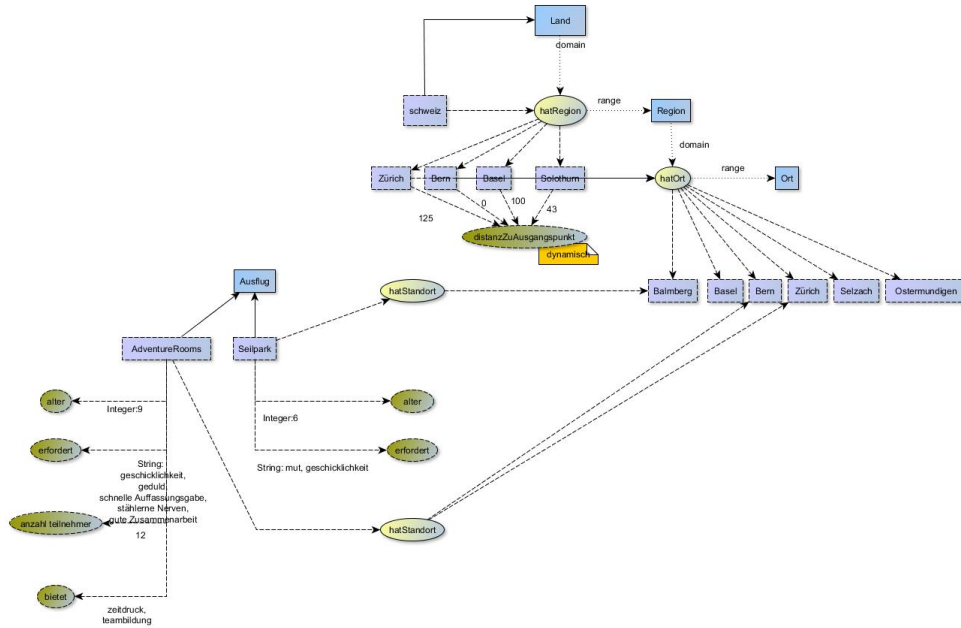 Land
domain
schweiz
hatRegion
range
Region
domain
Zürich
Bern
Basel
Solothurn
hatOrt
range
Ort
125
0
100
43
distanzZuAusgangspunkt
dynamisch
Ausflug
hatStandort
Balmberg
Basel
Bern
Zürich
Selzach
Ostermundigen
AdventureRooms
Seilpark
alter
Integer:9
Integer:6
alter
erfordert
String:
geschicklichkeit,
geduld,
schnelle Auffassungsgabe,
stählerne Nerven,
gute Zusammenarbeit
String: mut, geschicklichkeit
erfordert
anzahl teilnehmer
12
hatStandort
bietet
zeitdruck,
teambildung